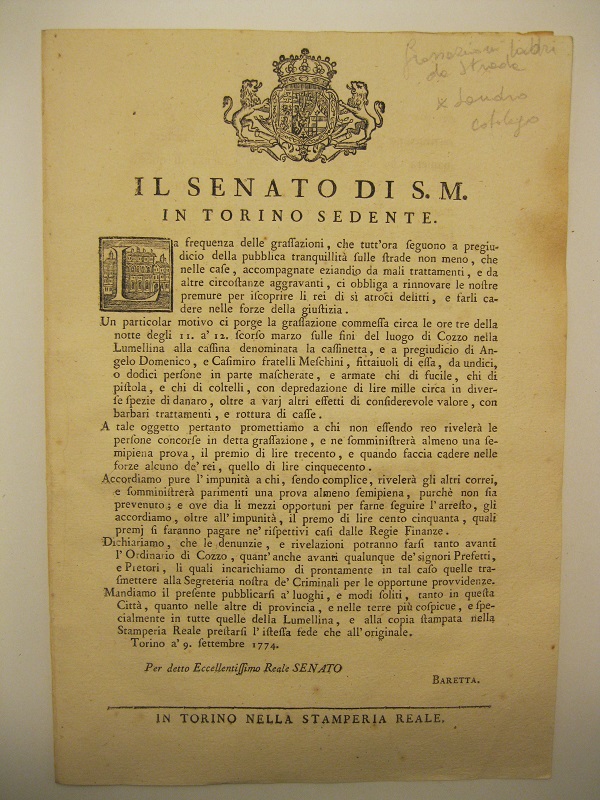 Grassazioni ladri
da strada
x Sandro
IL SENATO DI S. M.
IN TORINO SEDENTE.
La frequenza delle graſſazioni, che tutt'ora ſeguono a pregiu-
dicio della pubblica tranquillità ſulle ſtrade non meno, che
nelle caſe, accompagnate eziandio da mali trattamenti, e da
altre circoſtanze aggravanti, ci obbliga a rinnovare le noſtre
premure per iſcoprire li rei di sì atroci delitti, e farli ca-
dere nelle forze della giuſtizia.
Un particolar motivo ci porge la graſſazione commeſſa circa le ore tre della
notte degli 11. a' 12. ſcorſo marzo ſulle fini del luogo di Cozzo nella
Lumellina alla caſſina denominata la caſſinetta, e a pregiudicio di An-
gelo Domenico, e Caſimiro fratelli Meſchini, fittaiuoli di eſſa, da undici,
o dodici perſone in parte maſcherate, e armate chi di fucile, chi di
piſtola, e chi di coltelli, con depredazione di lire mille circa in diver-
ſe ſpezie di danaro, oltre a varj altri effetti di conſiderevole valore, con
barbari trattamenti, e rottura di caſſe.
A tale oggetto pertanto promettiamo a chi non eſſendo reo rivelerà le
perſone concorſe in detta graſſazione, e ne ſomminiſtrerà almeno una ſe-
mipiena prova, il premio di lire trecento, e quando faccia cadere nelle
forze alcuno de' rei, quello di lire cinquecento.
Accordiamo pure l'impunità a chi, ſendo complice, rivelerà gli altri correi,
e ſomminiſtrerà parimenti una prova almeno ſemipiena, purchè non ſia
prevenuto; e ove dia li mezzi opportuni per farne ſeguire l'arreſto, gli
accordiamo, oltre all'impunità, il premo di lire cento cinquanta, quali
premj ſi faranno pagare ne' riſpettivi caſi dalle Regie Finanze.
Dichiariamo, che le denunzie, e rivelazioni potranno farſi tanto avanti
l'Ordinario di Cozzo, quant'anche avanti qualunque de' ſignori Prefetti,
e Pretori, li quali incarichiamo di prontamente in tal caſo quelle tra-
ſmettere alla Segreteria noſtra de' Criminali per le opportune provvidenze.
Mandiamo il preſente pubblicarſi a' luoghi, e modi ſoliti, tanto in queſta
Città, quanto nelle altre di provincia, e nelle terre più coſpicue, e ſpe-
cialmente in tutte quelle della Lumellina, e alla copia ſtampata nella
Stamperia Reale preſtarſi l'iſteſſa fede che all'originale.
Torino a' 9. ſettembre 1774.
Per detto Eccellentiſſimo Reale SENATO
BARETTA.
IN TORINO NELLA STAMPERIA REALE.